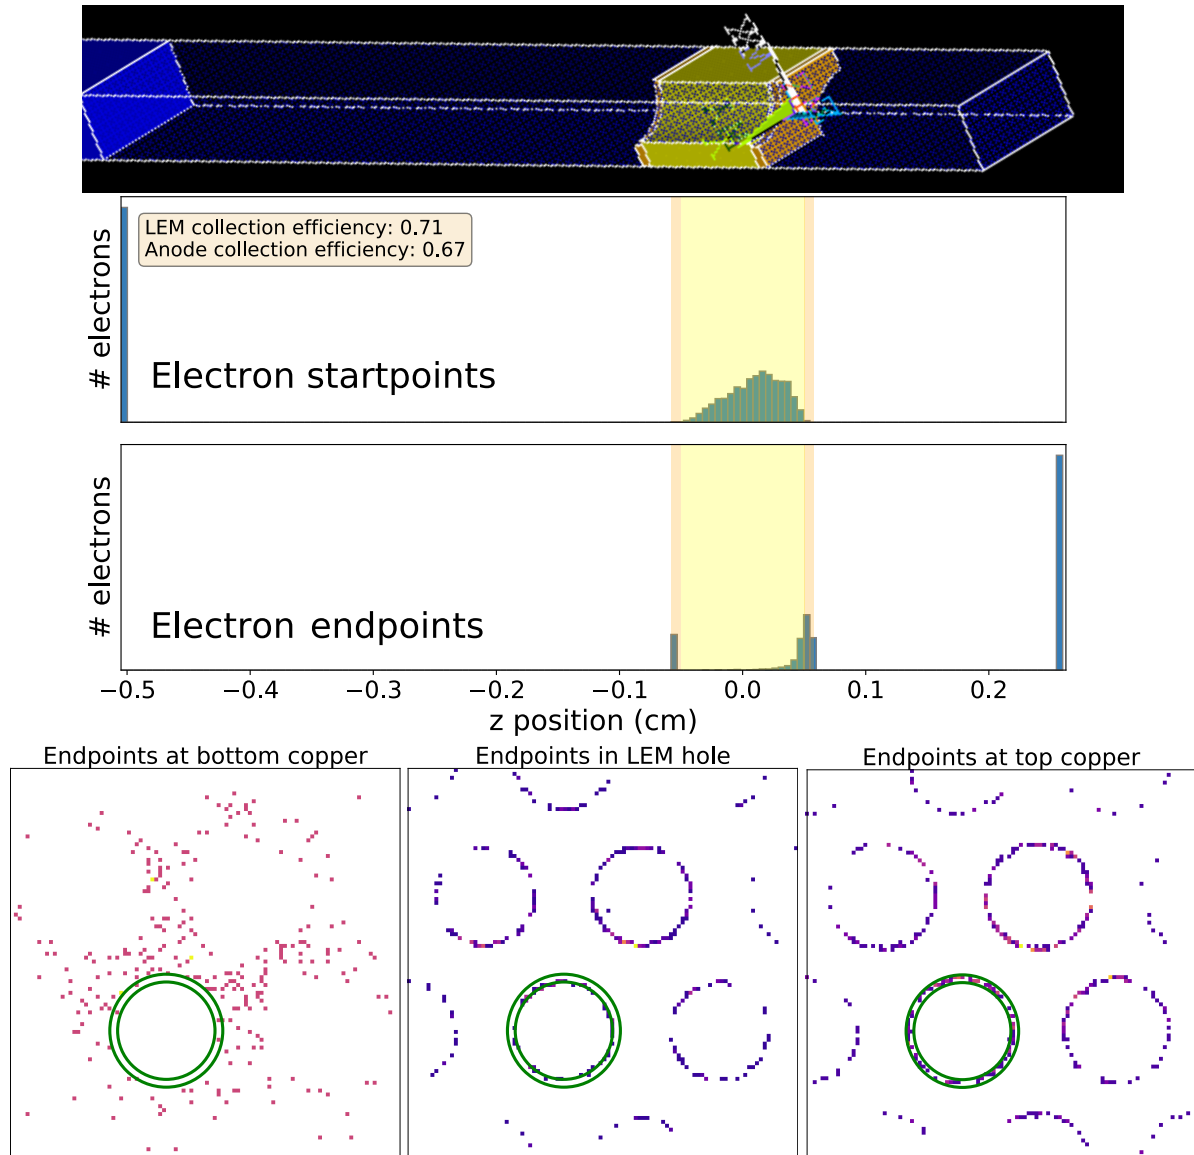 # electrons
LEM collection efficiency: 0.71
Anode collection efficiency: 0.67
Electron startpoints
# electrons
Electron endpoints
−0.5 −0.4 −0.3 −0.2 −0.1 0.0 0.1 0.2
z position (cm)
Endpoints at bottom copper Endpoints in LEM hole Endpoints at top copper